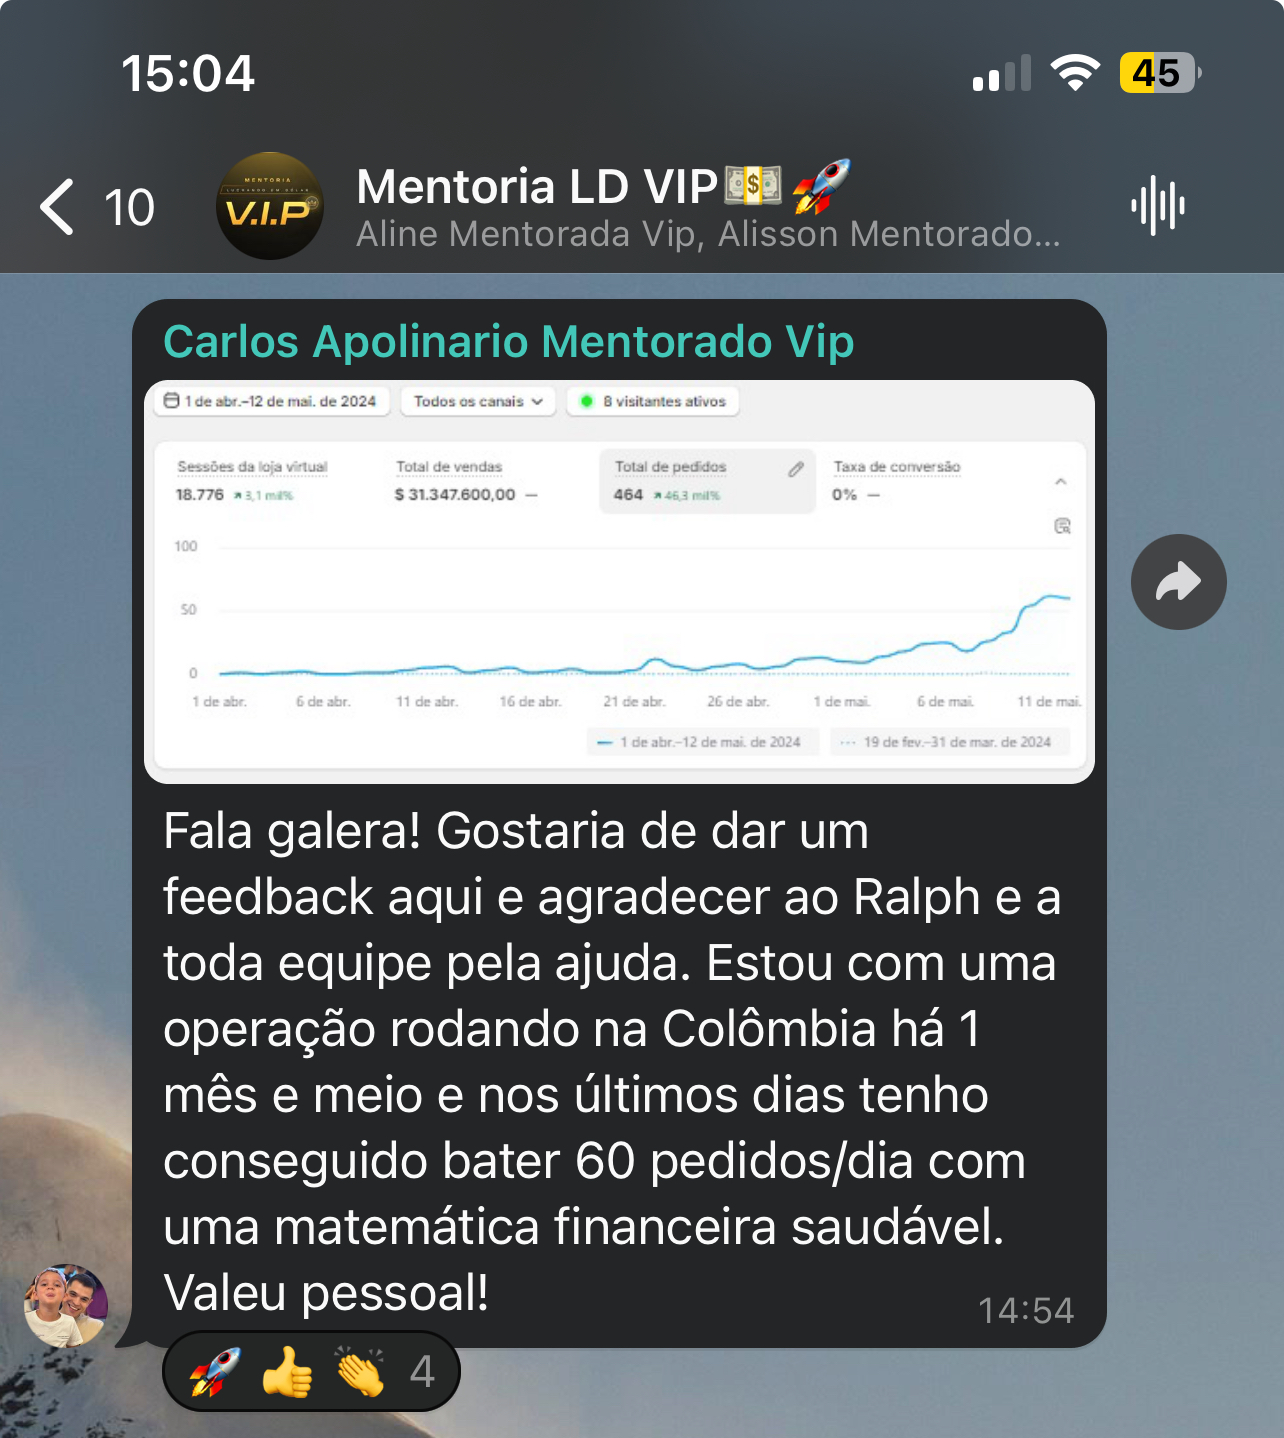 15:04
45
10
MENTORIA
LUCRANDO EM DÓLAR
V.I.P
Mentoria LD VIP💵🚀
Aline Mentorada Vip, Alisson Mentorado...
Carlos Apolinario Mentorado Vip
1 de abr.–12 de mai. de 2024
Todos os canais
8 visitantes ativos
Sessões da loja virtual
18.776 ↗ 3,1 mil%
Total de vendas
$ 31.347.600,00 —
Total de pedidos
464 ↗ 46,3 mil%
Taxa de conversão
0% —
100
50
0
1 de abr. 6 de abr. 11 de abr. 16 de abr. 21 de abr. 26 de abr. 1 de mai. 6 de mai. 11 de mai.
1 de abr.–12 de mai. de 2024
19 de fev.–31 de mar. de 2024
Fala galera! Gostaria de dar um
feedback aqui e agradecer ao Ralph e a
toda equipe pela ajuda. Estou com uma
operação rodando na Colômbia há 1
mês e meio e nos últimos dias tenho
conseguido bater 60 pedidos/dia com
uma matemática financeira saudável.
Valeu pessoal!
14:54
🚀 👍 👏 4